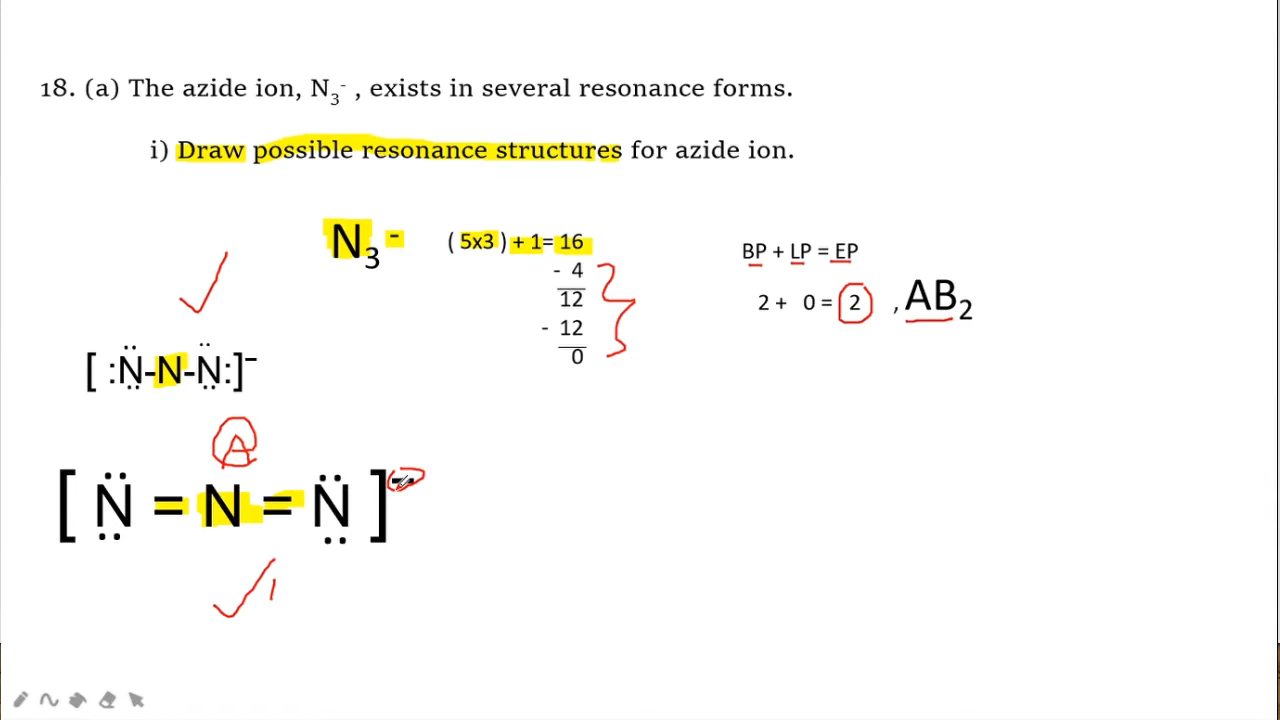 18. (a) The azide ion, N₃⁻ , exists in several resonance forms.
i) Draw possible resonance structures for azide ion.
N₃⁻ ( 5x3 ) + 1= 16
- 4
12
- 12
0
BP + LP = EP
2 + 0 = 2 , AB₂
[ :N̈-N-N̈:]⁻
A
[ N̈ = N = N̈ ]⁻